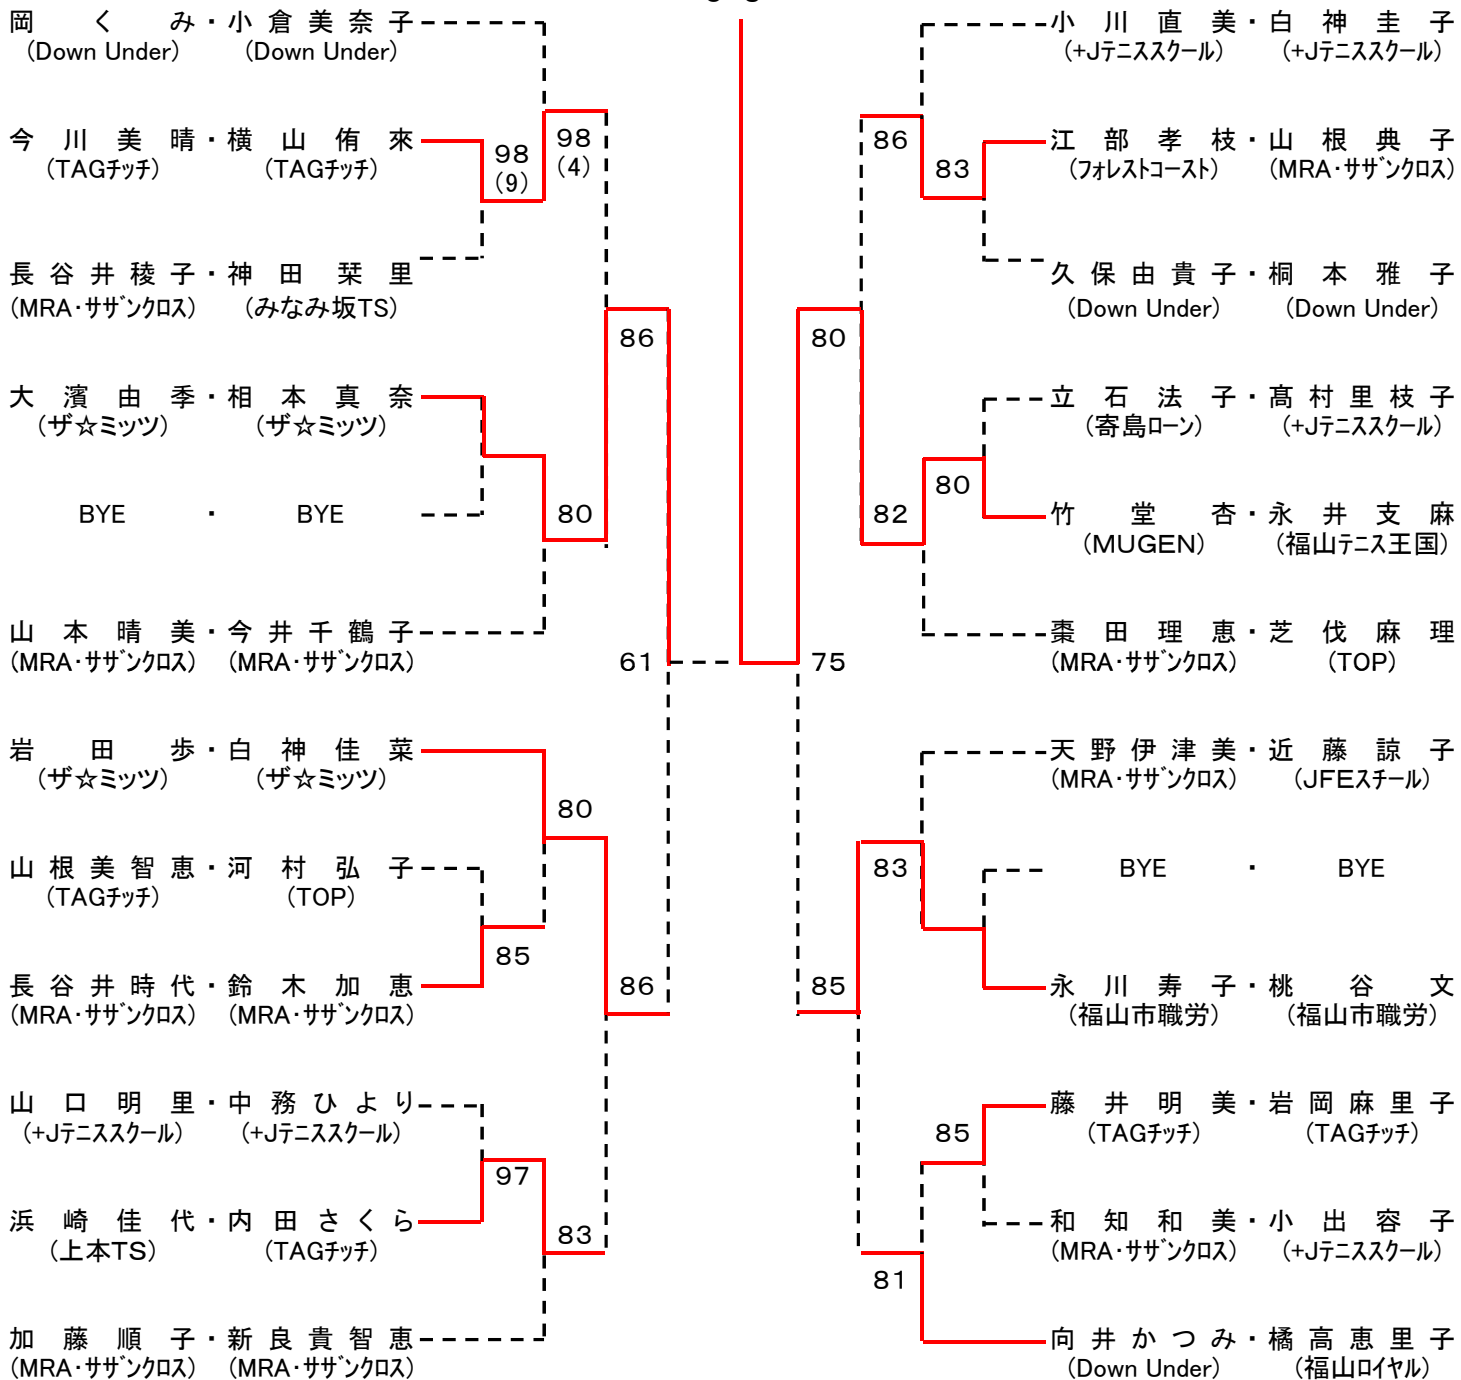 岡くみ・小倉美奈子
(Down Under) (Down Under)
今川美晴・横山侑來
(TAGチッチ) (TAGチッチ)
98
(9)
98
(4)
長谷井稜子・神田栞里
(MRA・サザンクロス) (みなみ坂TS)
86
大濱由季・相本真奈
(ザ☆ミッツ) (ザ☆ミッツ)
BYE ・ BYE
80
山本晴美・今井千鶴子
(MRA・サザンクロス) (MRA・サザンクロス)
61
岩田歩・白神佳菜
(ザ☆ミッツ) (ザ☆ミッツ)
80
山根美智恵・河村弘子
(TAGチッチ) (TOP)
85
長谷井時代・鈴木加恵
(MRA・サザンクロス) (MRA・サザンクロス)
86
山口明里・中務ひより
(+Jテニススクール) (+Jテニススクール)
97
浜崎佳代・内田さくら
(上本TS) (TAGチッチ)
83
加藤順子・新良貴智恵
(MRA・サザンクロス) (MRA・サザンクロス)
小川直美・白神圭子
(+Jテニススクール) (+Jテニススクール)
86
江部孝枝・山根典子
(フォレストコースト) (MRA・サザンクロス)
83
久保由貴子・桐本雅子
(Down Under) (Down Under)
80
立石法子・髙村里枝子
(寄島ローン) (+Jテニススクール)
80
竹堂杏・永井支麻
(MUGEN) (福山テニス王国)
82
棗田理恵・芝伐麻理
(MRA・サザンクロス) (TOP)
75
天野伊津美・近藤諒子
(MRA・サザンクロス) (JFEスチール)
83
BYE ・ BYE
永川寿子・桃谷文
(福山市職労) (福山市職労)
85
藤井明美・岩岡麻里子
(TAGチッチ) (TAGチッチ)
85
和知和美・小出容子
(MRA・サザンクロス) (+Jテニススクール)
81
向井かつみ・橘高恵里子
(Down Under) (福山ロイヤル)